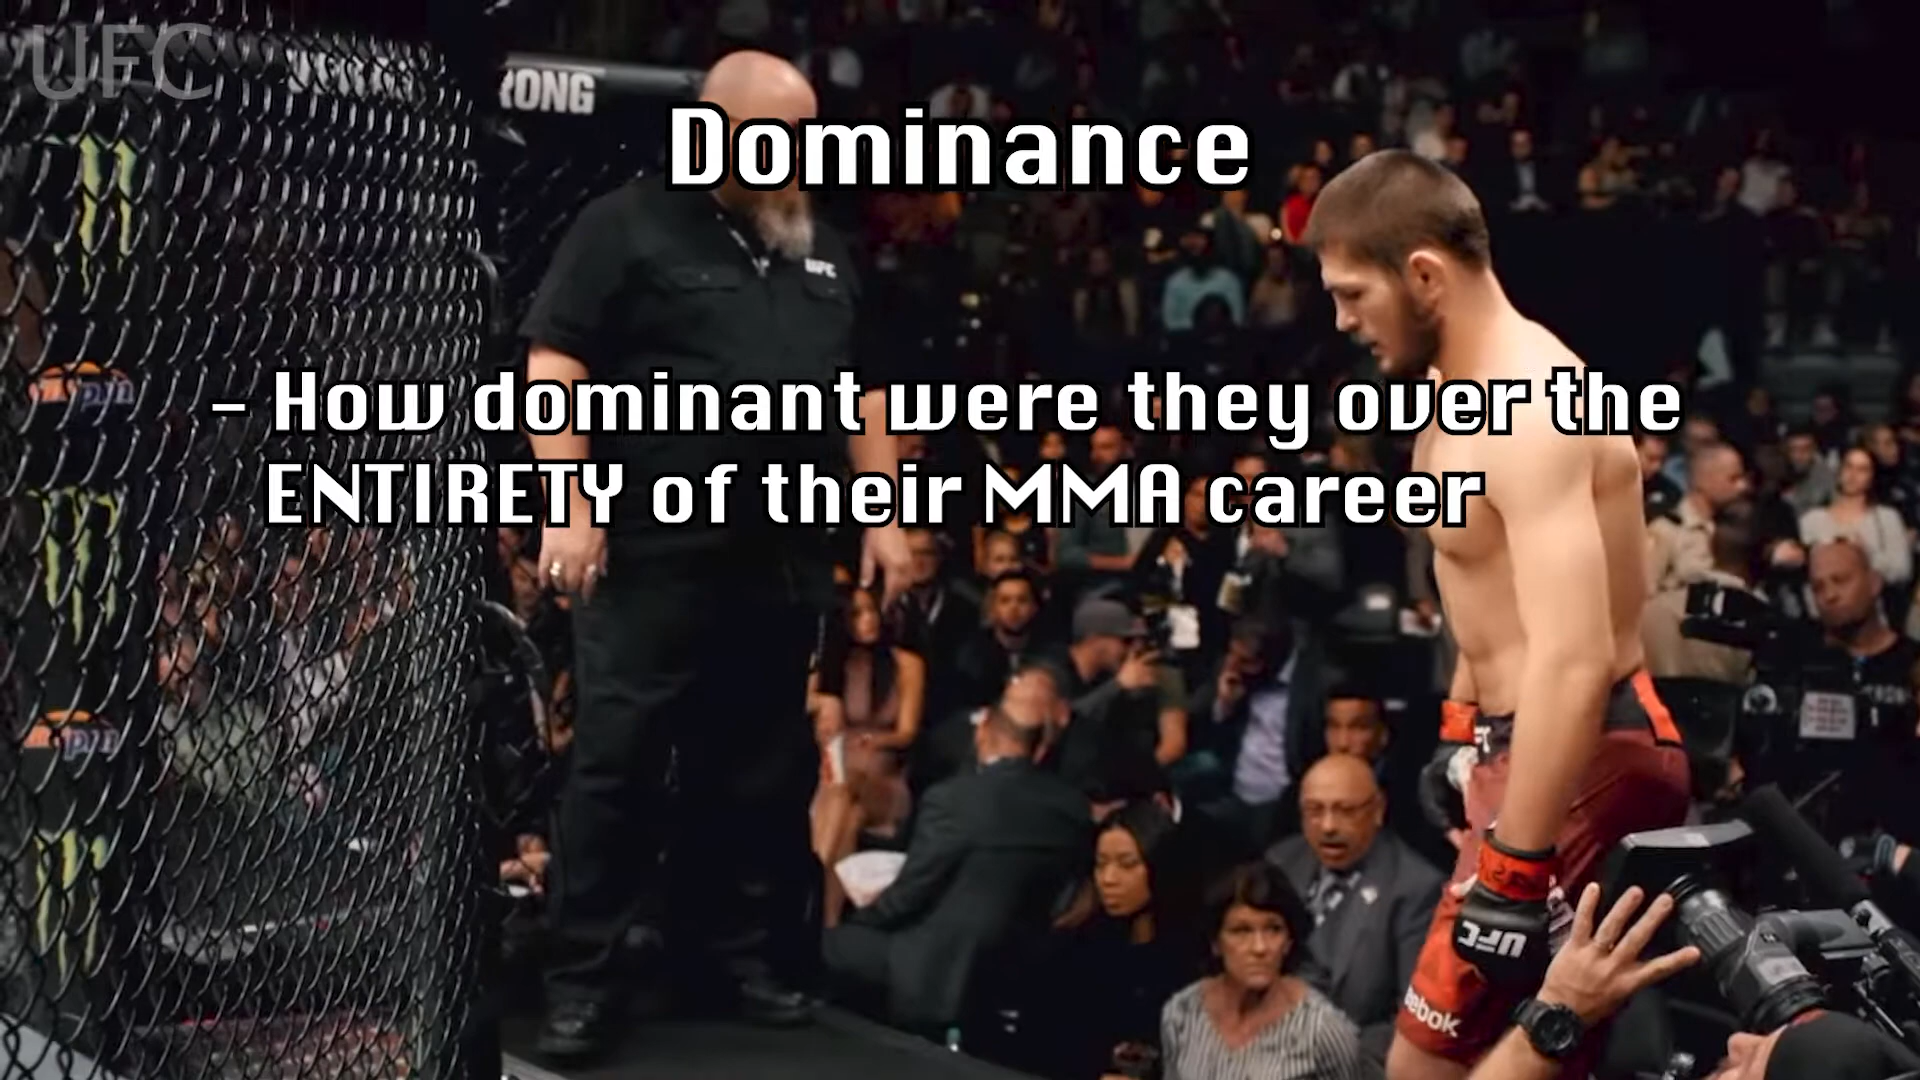 UFC
RONG
Dominance
UFC
- How dominant were they over the
ENTIRETY of their MMA career
UFC
ebok